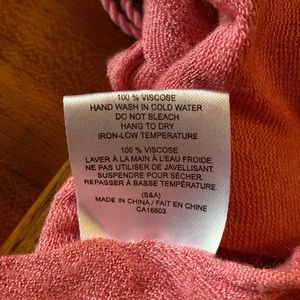 100 % VISCOSE
HAND WASH IN COLD WATER
DO NOT BLEACH
HANG TO DRY
IRON-LOW TEMPERATURE
100 % VISCOSE
LAVER À LA MAIN À L'EAU FROIDE.
NE PAS UTILISER DE JAVELLISANT.
SUSPENDRE POUR SÉCHER.
REPASSER À BASSE TEMPÉRATURE.
(S&A)
MADE IN CHINA / FAIT EN CHINE
CA16803